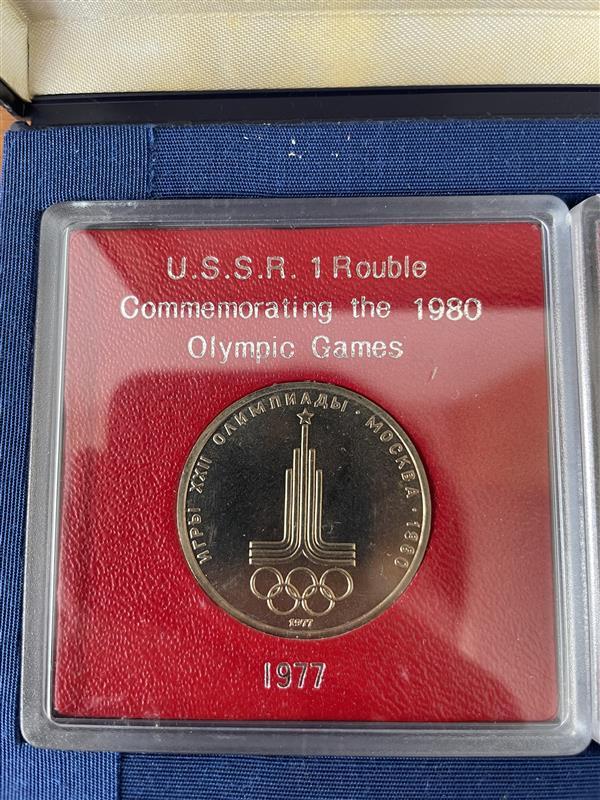 U.S.S.R. 1 Rouble
Commemorating the 1980
Olympic Games
ИГРЫ XXII ОЛИМПИАДЫ · МОСКВА · 1980
1977
1977